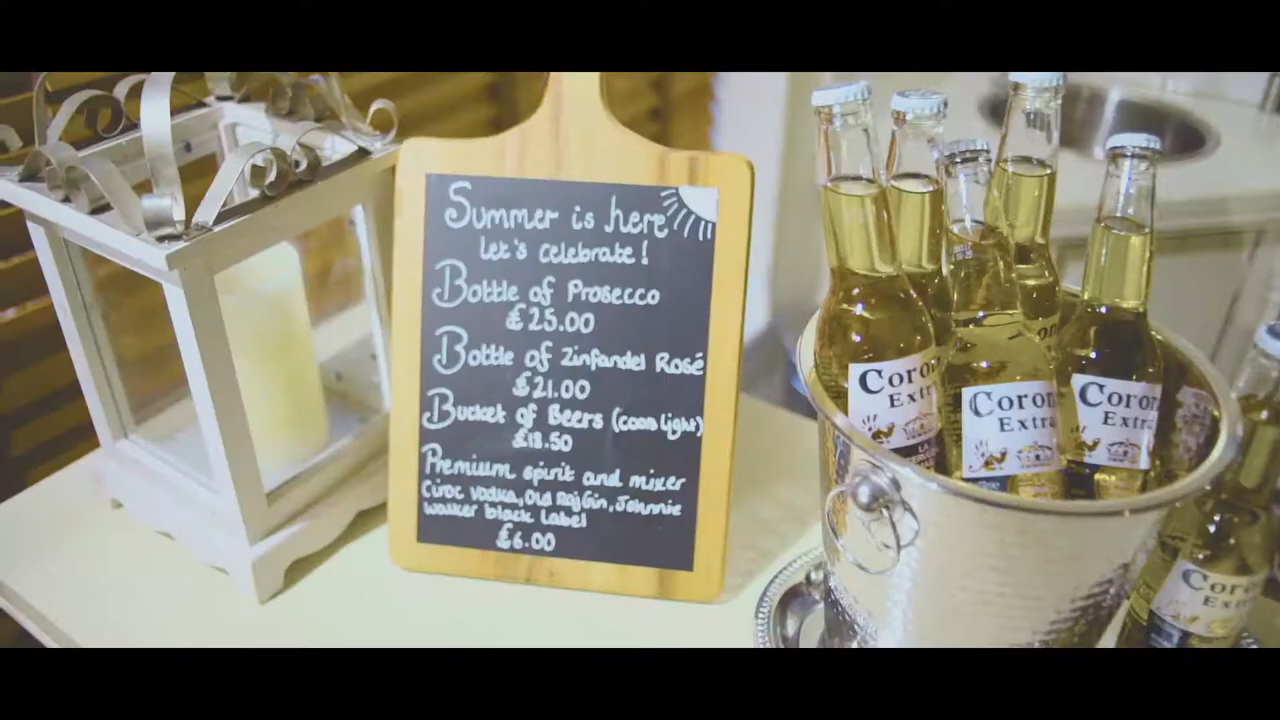 Summer is here
Let's celebrate!
Bottle of Prosecco
£25.00
Bottle of Zinfandel Rosé
£21.00
Bucket of Beers (coors light)
£18.50
Premium spirit and mixer
Ciroc vodka, Old Raj Gin, Johnnie
walker black label
£6.00
Corona
Extra
Corona
Extra
Corona
Extra
Corona
Extra